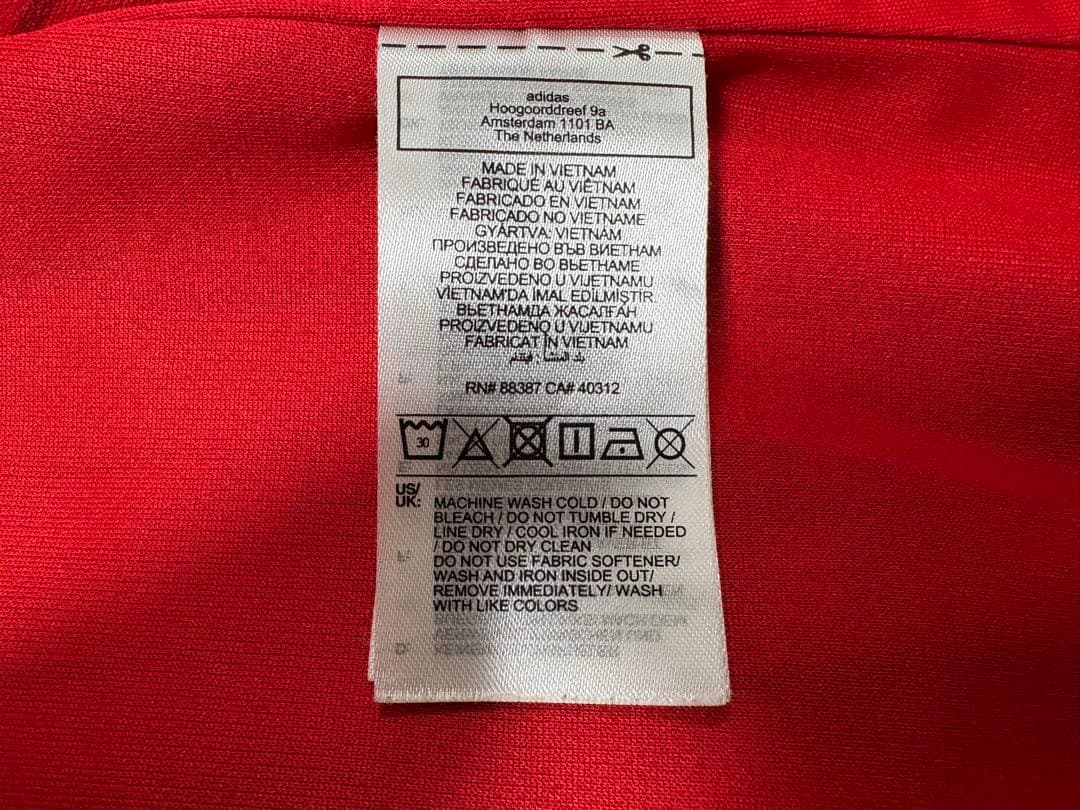 adidas
Hoogoorddreef 9a
Amsterdam 1101 BA
The Netherlands
MADE IN VIETNAM
FABRIQUÉ AU VIÊTNAM
FABRICADO EN VIETNAM
FABRICADO NO VIETNAME
GYÁRTVA: VIETNÁM
ПРОИЗВЕДЕНО ВЪВ ВИЕТНАМ
СДЕЛАНО ВО ВЬЕТНАМЕ
PROIZVEDENO U VIJETNAMU
VİETNAM'DA İMAL EDİLMİŞTİR.
ВЬЕТНАМДА ЖАСАЛҒАН
PROIZVEDENO U VIJETNAMU
FABRICAT ÎN VIETNAM
بلد المنشأ : فيتنام
RN# 88387 CA# 40312
30
US/
UK: MACHINE WASH COLD / DO NOT
BLEACH / DO NOT TUMBLE DRY /
LINE DRY / COOL IRON IF NEEDED
/ DO NOT DRY CLEAN
DO NOT USE FABRIC SOFTENER/
WASH AND IRON INSIDE OUT/
REMOVE IMMEDIATELY/ WASH
WITH LIKE COLORS